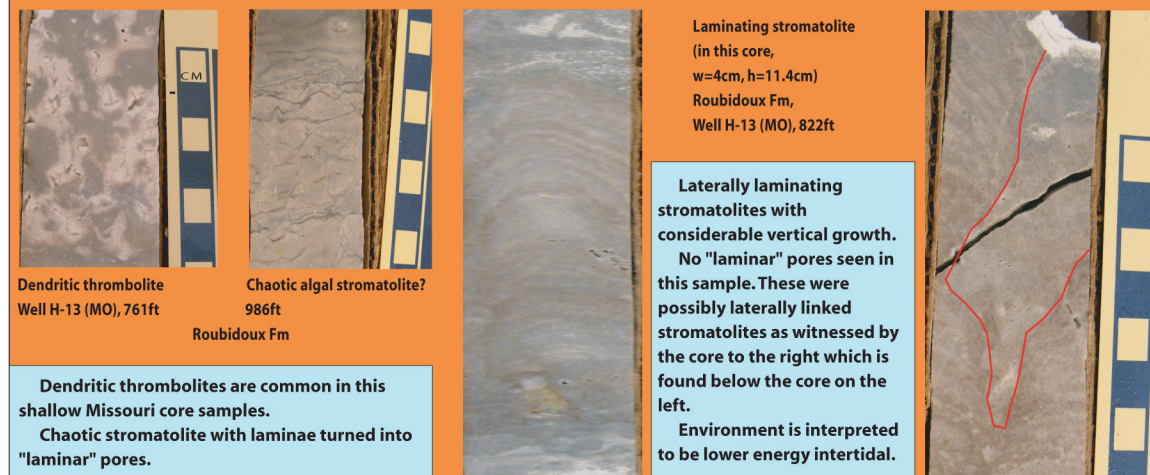 CM
Dendritic thrombolite
Well H-13 (MO), 761ft
Chaotic algal stromatolite?
986ft
Roubidoux Fm
Dendritic thrombolites are common in this
shallow Missouri core samples.
Chaotic stromatolite with laminae turned into
"laminar" pores.
Laminating stromatolite
(in this core,
w=4cm, h=11.4cm)
Roubidoux Fm,
Well H-13 (MO), 822ft
Laterally laminating
stromatolites with
considerable vertical growth.
No "laminar" pores seen in
this sample. These were
possibly laterally linked
stromatolites as witnessed by
the core to the right which is
found below the core on the
left.
Environment is interpreted
to be lower energy intertidal.